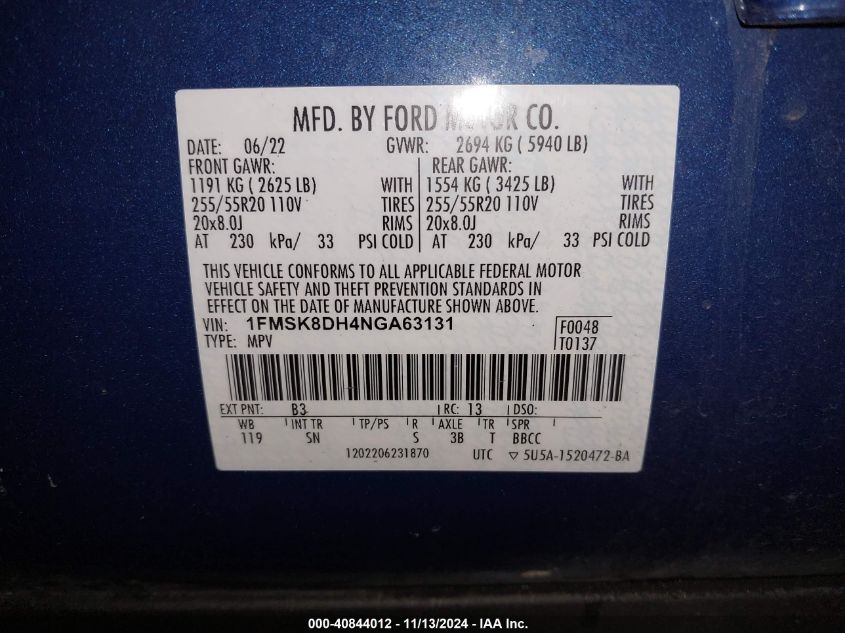 MFD. BY FORD MOTOR CO.
DATE: 06/22 GVWR: 2694 KG ( 5940 LB)
FRONT GAWR: REAR GAWR:
1191 KG ( 2625 LB) WITH 1554 KG ( 3425 LB) WITH
255/55R20 110V TIRES 255/55R20 110V TIRES
20x8.0J RIMS 20x8.0J RIMS
AT 230 kPa/ 33 PSI COLD AT 230 kPa/ 33 PSI COLD
THIS VEHICLE CONFORMS TO ALL APPLICABLE FEDERAL MOTOR
VEHICLE SAFETY AND THEFT PREVENTION STANDARDS IN
EFFECT ON THE DATE OF MANUFACTURE SHOWN ABOVE.
VIN: 1FMSK8DH4NGA63131 F0048
TYPE: MPV T0137
EXT PNT: B3 RC: 13 DSO:
WB INT TR TP/PS R AXLE TR SPR
119 SN S 3B T BBCC
1202206231870 UTC ▽ 5U5A-1520472-BA
000-40844012 - 11/13/2024 - IAA Inc.